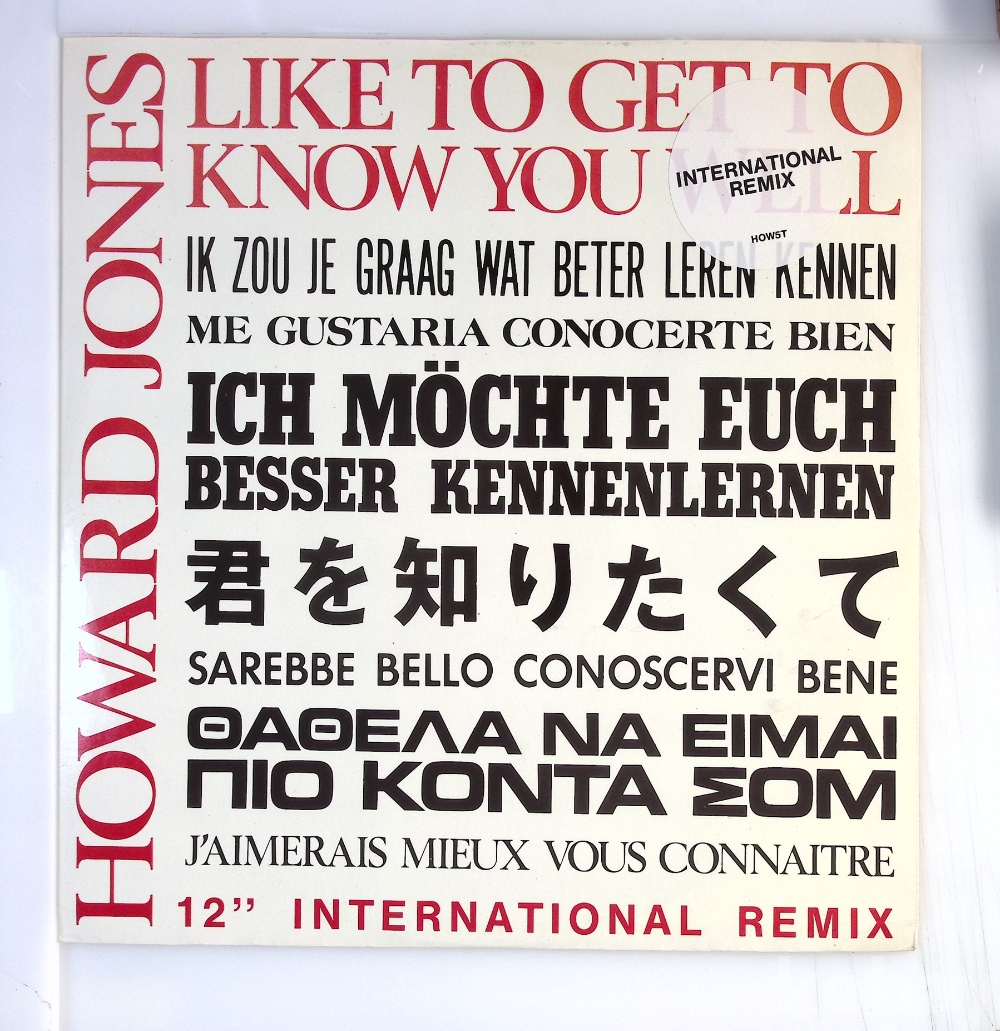 HOWARD JONES
LIKE TO GET TO
KNOW YOU WELL
INTERNATIONAL
REMIX
HOW5T
IK ZOU JE GRAAG WAT BETER LEREN KENNEN
ME GUSTARIA CONOCERTE BIEN
ICH MÖCHTE EUCH
BESSER KENNENLERNEN
君を知りたくて
SAREBBE BELLO CONOSCERVI BENE
ΘΑΘΕΛΑ ΝΑ ΕΙΜΑΙ
ΠΙΟ ΚΟΝΤΑ ΣΟΜ
J'AIMERAIS MIEUX VOUS CONNAITRE
12’’ INTERNATIONAL REMIX